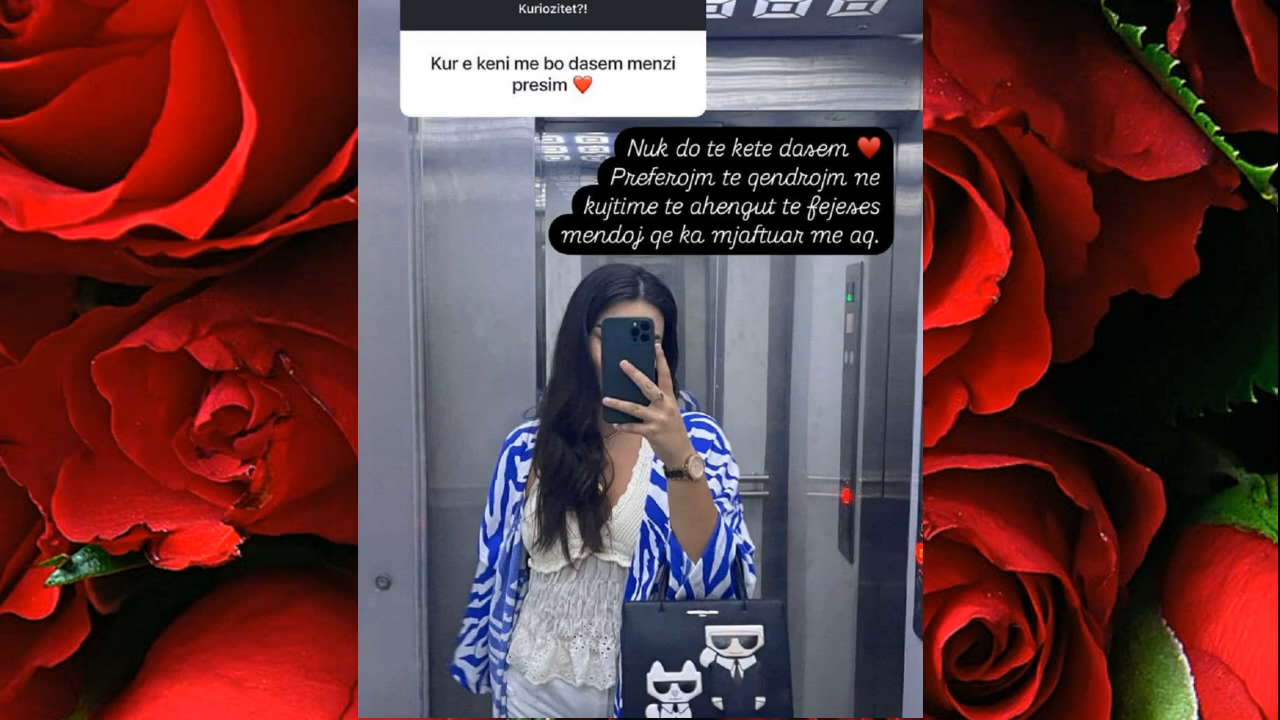 Kuriozitet?!
Kur e keni me bo dasem menzi
presim ❤️
Nuk do te kete dasem ❤️
Preferojm te qendrojm ne
kujtime te ahengut te fejeses
mendoj qe ka mjaftuar me aq.